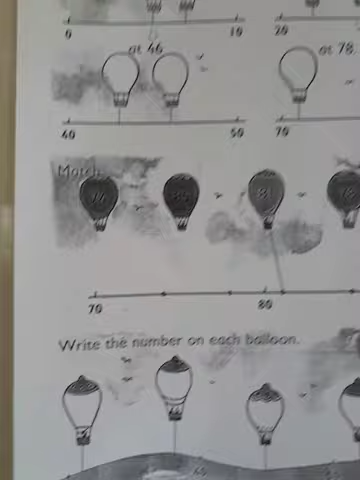 0 10 20
at 46 at 78
40 50 70
Match
81
70 80
Write the number on each balloon.